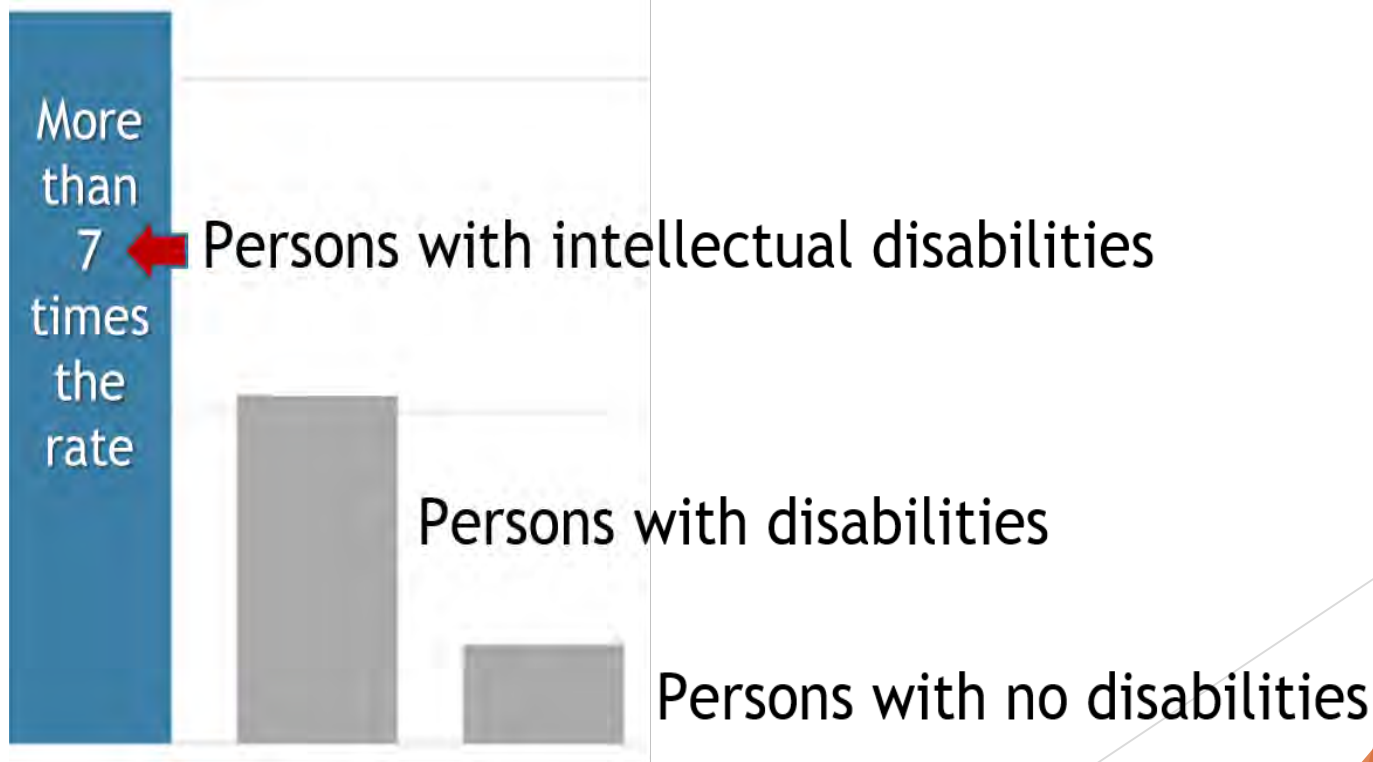 More
than
7
times
the
rate
Persons with intellectual disabilities
Persons with disabilities
Persons with no disabilities